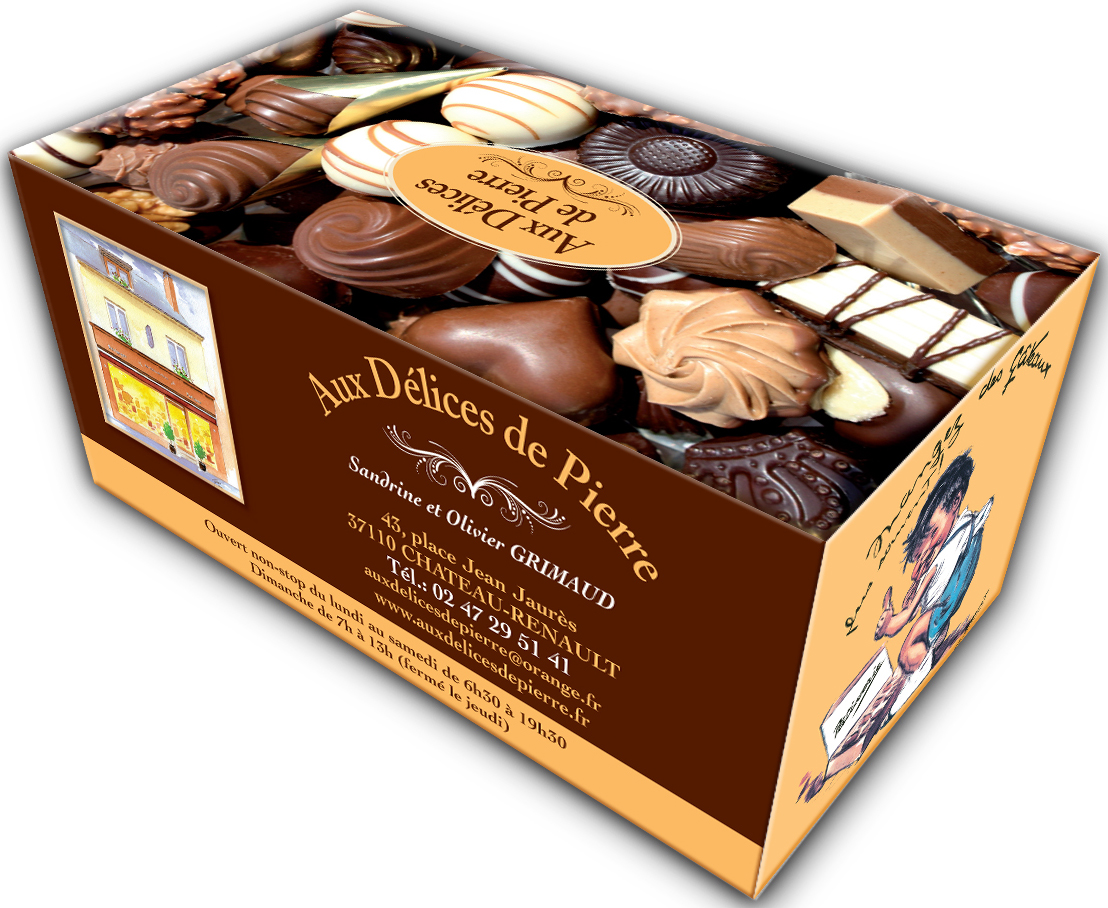 Aux Délices
de Pierre
Aux Délices de Pierre
Sandrine et Olivier GRIMAUD
43, place Jean Jaurès
37110 CHATEAU-RENAULT
Tél.: 02 47 29 51 41
auxdelicesdepierre@orange.fr
www.auxdelicesdepierre.fr
Ouvert non-stop du lundi au samedi de 6h30 à 19h30
Dimanche de 7h à 13h (fermé le jeudi)
des Gâteaux